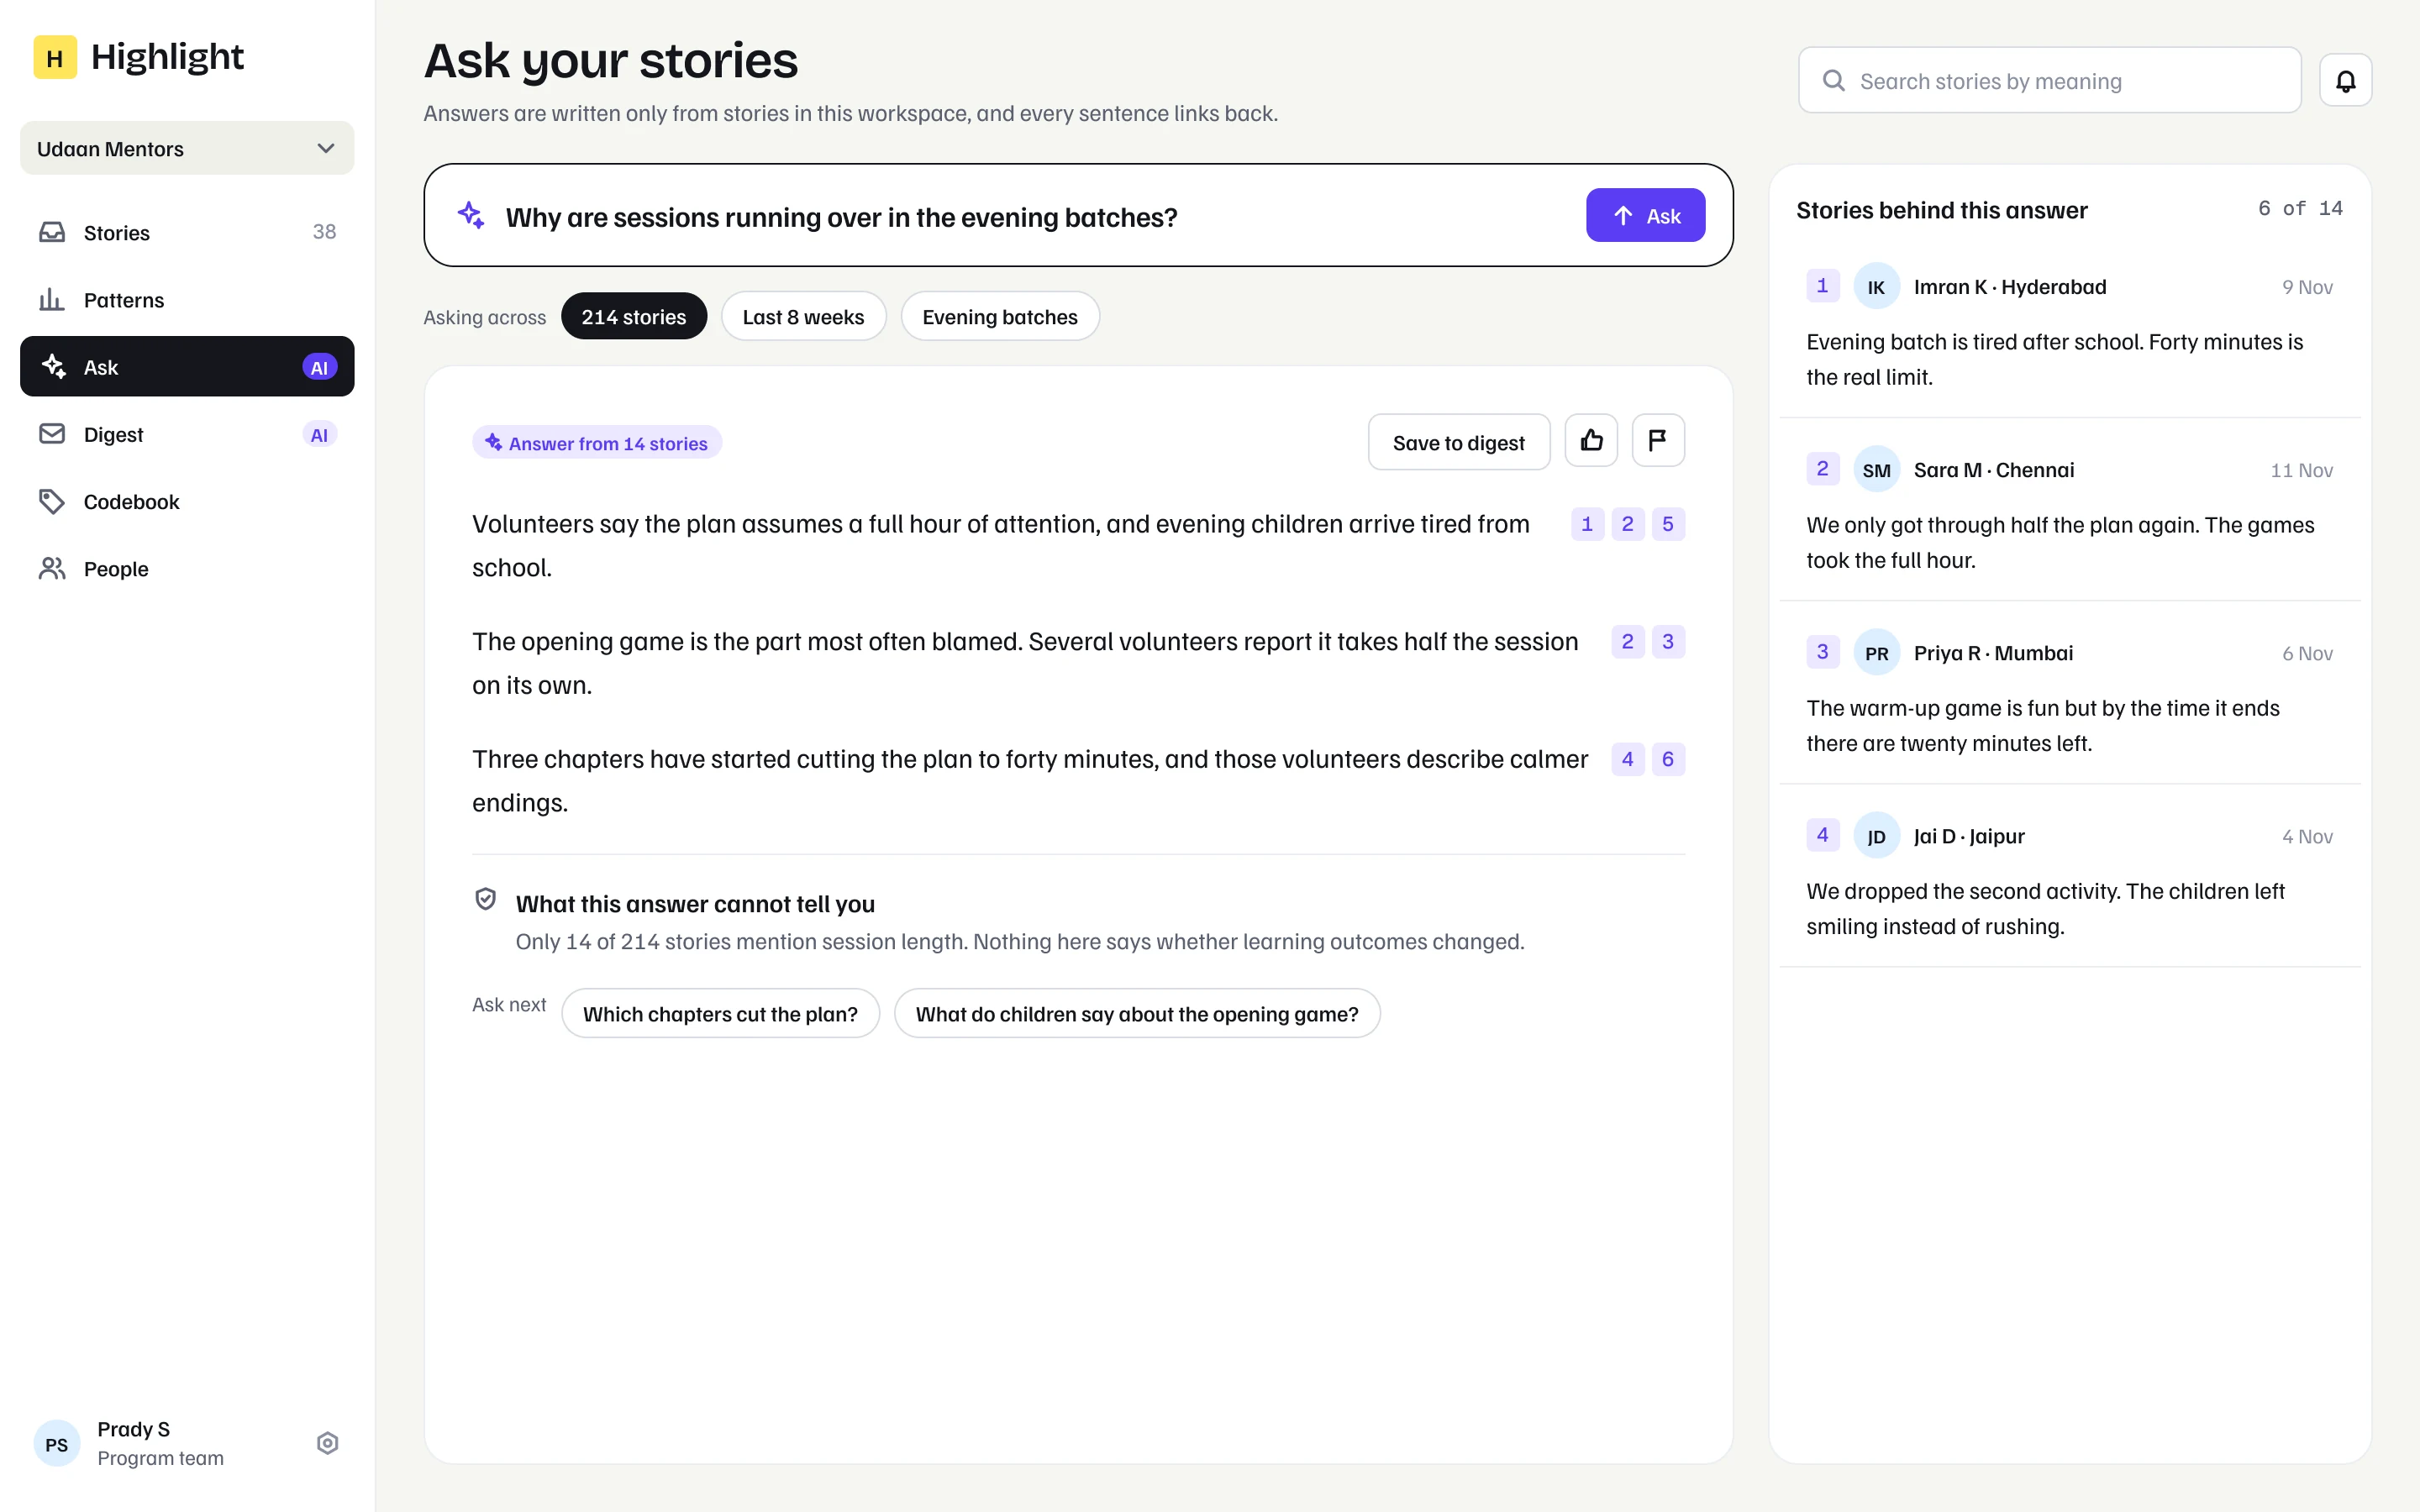 H Highlight
Udaan Mentors
Stories 38
Patterns
Ask AI
Digest AI
Codebook
People
PS Prady S
Program team
Ask your stories
Answers are written only from stories in this workspace, and every sentence links back.
Search stories by meaning
Why are sessions running over in the evening batches?
Ask
Asking across 214 stories Last 8 weeks Evening batches
Answer from 14 stories
Save to digest
Volunteers say the plan assumes a full hour of attention, and evening children arrive tired from 1 2 5
school.
The opening game is the part most often blamed. Several volunteers report it takes half the session 2 3
on its own.
Three chapters have started cutting the plan to forty minutes, and those volunteers describe calmer 4 6
endings.
What this answer cannot tell you
Only 14 of 214 stories mention session length. Nothing here says whether learning outcomes changed.
Ask next Which chapters cut the plan? What do children say about the opening game?
Stories behind this answer 6 of 14
1 IK Imran K · Hyderabad 9 Nov
Evening batch is tired after school. Forty minutes is
the real limit.
2 SM Sara M · Chennai 11 Nov
We only got through half the plan again. The games
took the full hour.
3 PR Priya R · Mumbai 6 Nov
The warm-up game is fun but by the time it ends
there are twenty minutes left.
4 JD Jai D · Jaipur 4 Nov
We dropped the second activity. The children left
smiling instead of rushing.